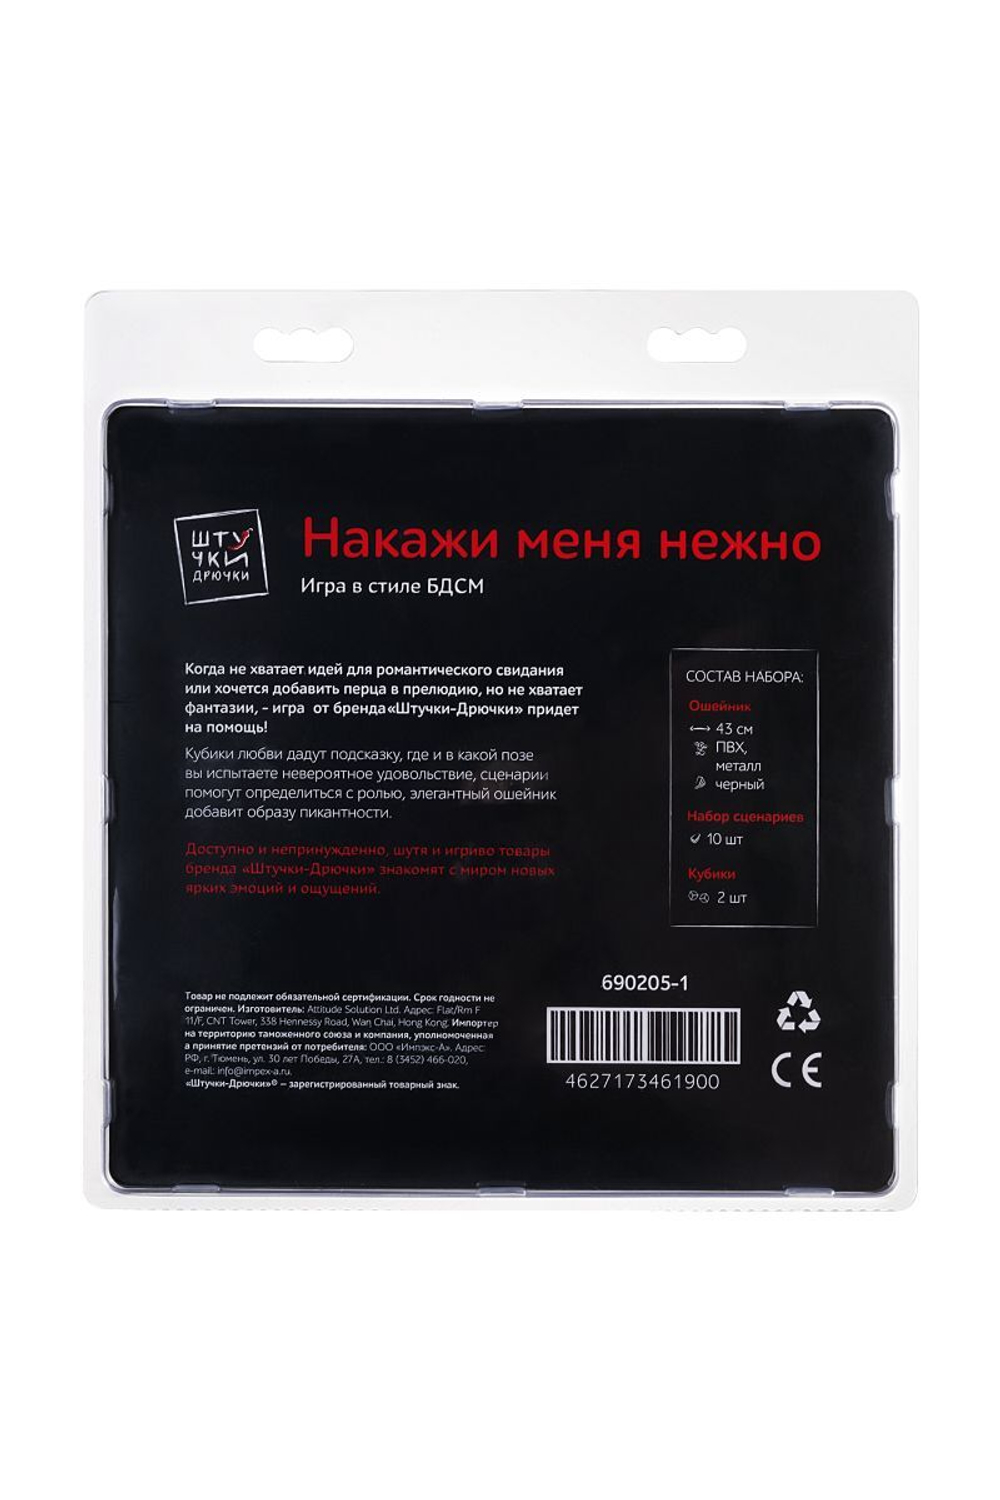 ШТУ
ЧКИ
ДРЮЧКИ
Накажи меня нежно
Игра в стиле БДСМ
Когда не хватает идей для романтического свидания
или хочется добавить перца в прелюдию, но не хватает
фантазии, – игра от бренда«Штучки-Дрючки» придет
на помощь!
Кубики любви дадут подсказку, где и в какой позе
вы испытаете невероятное удовольствие, сценарии
помогут определиться с ролью, элегантный ошейник
добавит образу пикантности.
Доступно и непринужденно, шутя и игриво товары
бренда «Штучки-Дрючки» знакомят с миром новых
ярких эмоций и ощущений.
СОСТАВ НАБОРА:
Ошейник
43 см
ПВХ,
металл
черный
Набор сценариев
10 шт
Кубики
2 шт
Товар не подлежит обязательной сертификации. Срок годности не
ограничен. Изготовитель: Attitude Solution Ltd. Адрес: Flat/Rm F
11/F, CNT Tower, 338 Hennessy Road, Wan Chai, Hong Kong. Импортер
на территорию таможенного союза и компания, уполномоченная
а принятие претензий от потребителя: ООО «Импэкс-А». Адрес:
РФ, г. Тюмень, ул. 30 лет Победы, 27А, тел.: 8 (3452) 466-020,
e-mail: info@impex-a.ru.
«Штучки-Дрючки»® – зарегистрированный товарный знак.
690205-1
4627173461900
CE